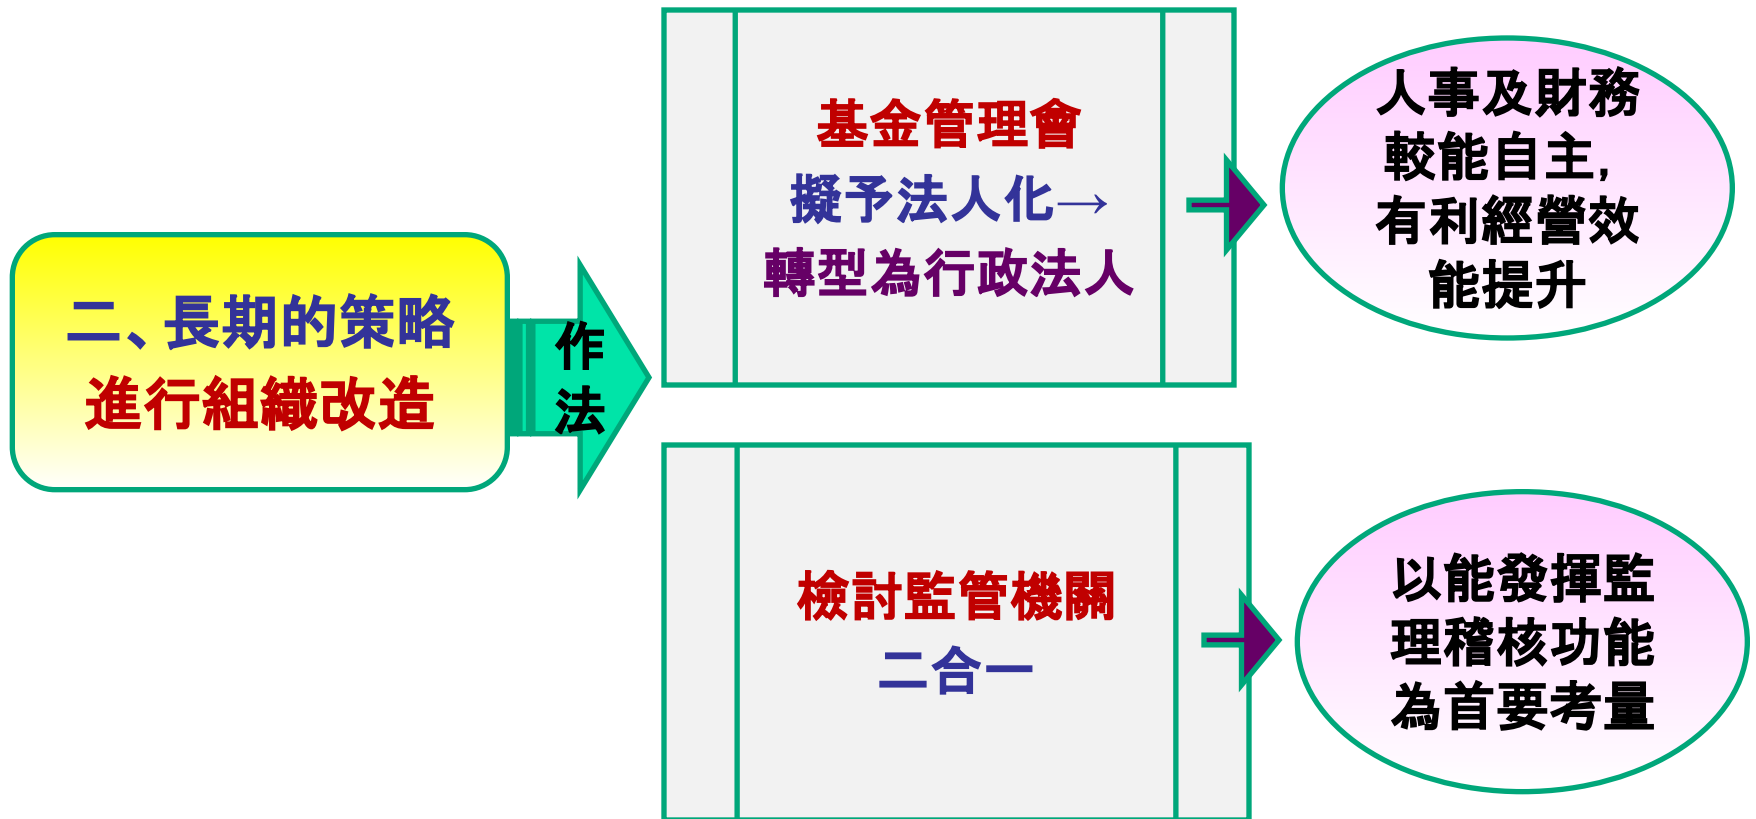 二、長期的策略
進行組織改造
作
法
基金管理會
擬予法人化→
轉型為行政法人
人事及財務
較能自主,
有利經營效
能提升
檢討監管機關
二合一
以能發揮監
理稽核功能
為首要考量